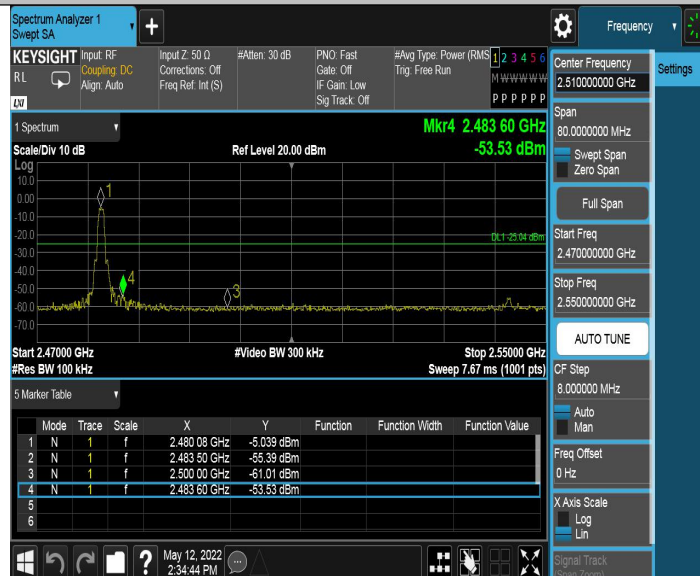 Spectrum Analyzer 1
Swept SA
+
Frequency
KEYSIGHT
RL
LXI
Input: RF
Coupling: DC
Align: Auto
Input Z: 50 Ω
Corrections: Off
Freq Ref: Int (S)
#Atten: 30 dB
PNO: Fast
Gate: Off
IF Gain: Low
Sig Track: Off
#Avg Type: Power (RMS
Trig: Free Run
1 2 3 4 5 6
M W W W W W
P P P P P P
Settings
1 Spectrum
Scale/Div 10 dB
Ref Level 20.00 dBm
Mkr4 2.483 60 GHz
-53.53 dBm
Log
10.0
0.00
-10.0
-20.0
-30.0
-40.0
-50.0
-60.0
-70.0
1
4
3
DL1 -25.04 dBm
Start 2.47000 GHz
#Video BW 300 kHz
Stop 2.55000 GHz
#Res BW 100 kHz
Sweep 7.67 ms (1001 pts)
5 Marker Table
Mode Trace Scale X Y Function Function Width Function Value
1 N 1 f 2.480 08 GHz -5.039 dBm
2 N 1 f 2.483 50 GHz -55.39 dBm
3 N 1 f 2.500 00 GHz -61.01 dBm
4 N 1 f 2.483 60 GHz -53.53 dBm
5
6
?
May 12, 2022
2:34:44 PM
Center Frequency
2.510000000 GHz
Span
80.0000000 MHz
Swept Span
Zero Span
Full Span
Start Freq
2.470000000 GHz
Stop Freq
2.550000000 GHz
AUTO TUNE
CF Step
8.000000 MHz
Auto
Man
Freq Offset
0 Hz
X Axis Scale
Log
Lin
Signal Track
(Span Zoom)